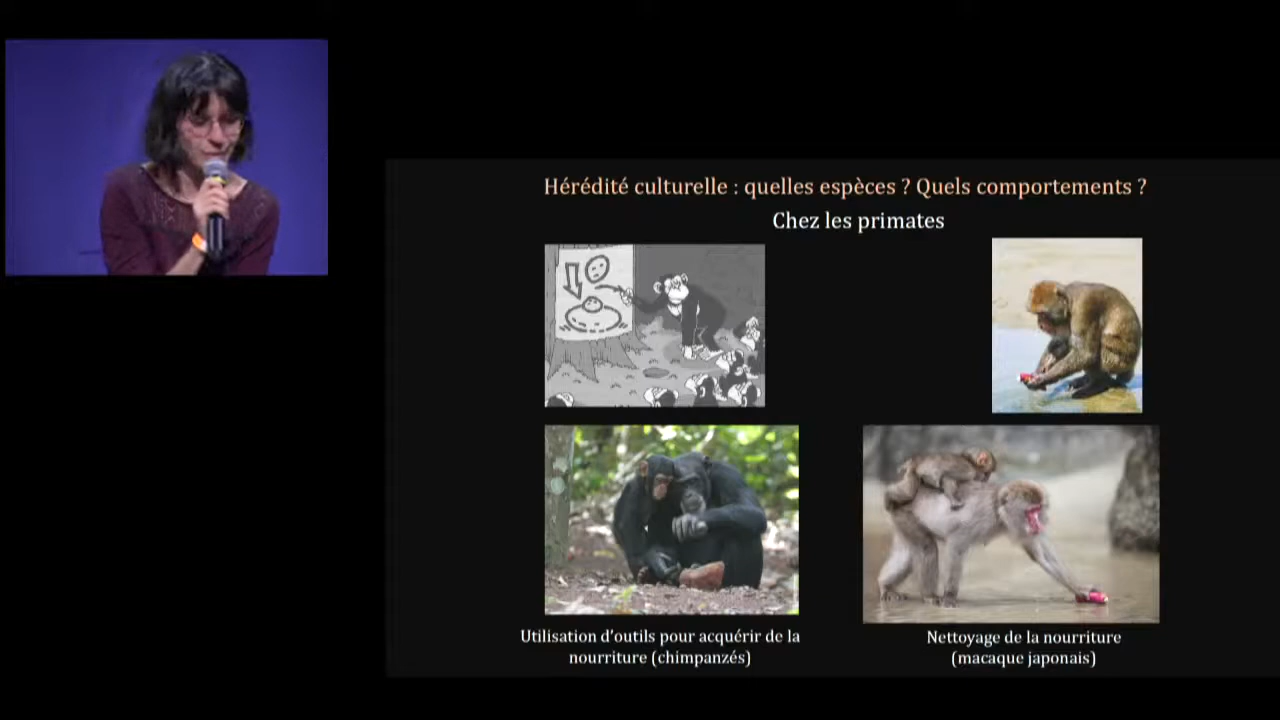 Hérédité culturelle : quelles espèces ? Quels comportements ?
Chez les primates
Utilisation d'outils pour acquérir de la
nourriture (chimpanzés)
Nettoyage de la nourriture
(macaque japonais)